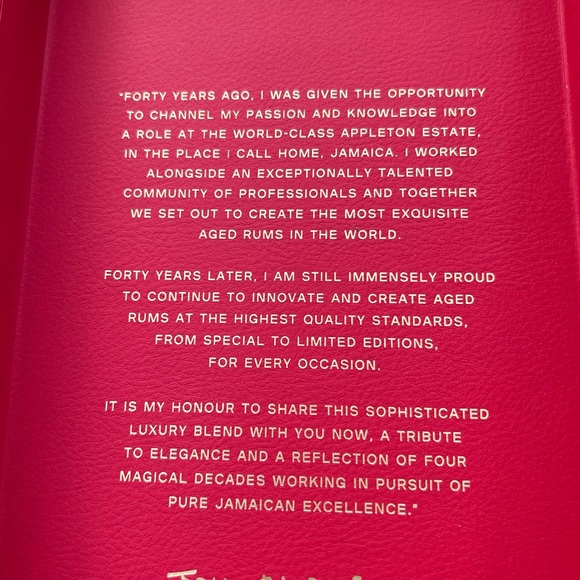 "FORTY YEARS AGO, I WAS GIVEN THE OPPORTUNITY
TO CHANNEL MY PASSION AND KNOWLEDGE INTO
A ROLE AT THE WORLD-CLASS APPLETON ESTATE,
IN THE PLACE I CALL HOME, JAMAICA. I WORKED
ALONGSIDE AN EXCEPTIONALLY TALENTED
COMMUNITY OF PROFESSIONALS AND TOGETHER
WE SET OUT TO CREATE THE MOST EXQUISITE
AGED RUMS IN THE WORLD.
FORTY YEARS LATER, I AM STILL IMMENSELY PROUD
TO CONTINUE TO INNOVATE AND CREATE AGED
RUMS AT THE HIGHEST QUALITY STANDARDS,
FROM SPECIAL TO LIMITED EDITIONS,
FOR EVERY OCCASION.
IT IS MY HONOUR TO SHARE THIS SOPHISTICATED
LUXURY BLEND WITH YOU NOW, A TRIBUTE
TO ELEGANCE AND A REFLECTION OF FOUR
MAGICAL DECADES WORKING IN PURSUIT OF
PURE JAMAICAN EXCELLENCE."